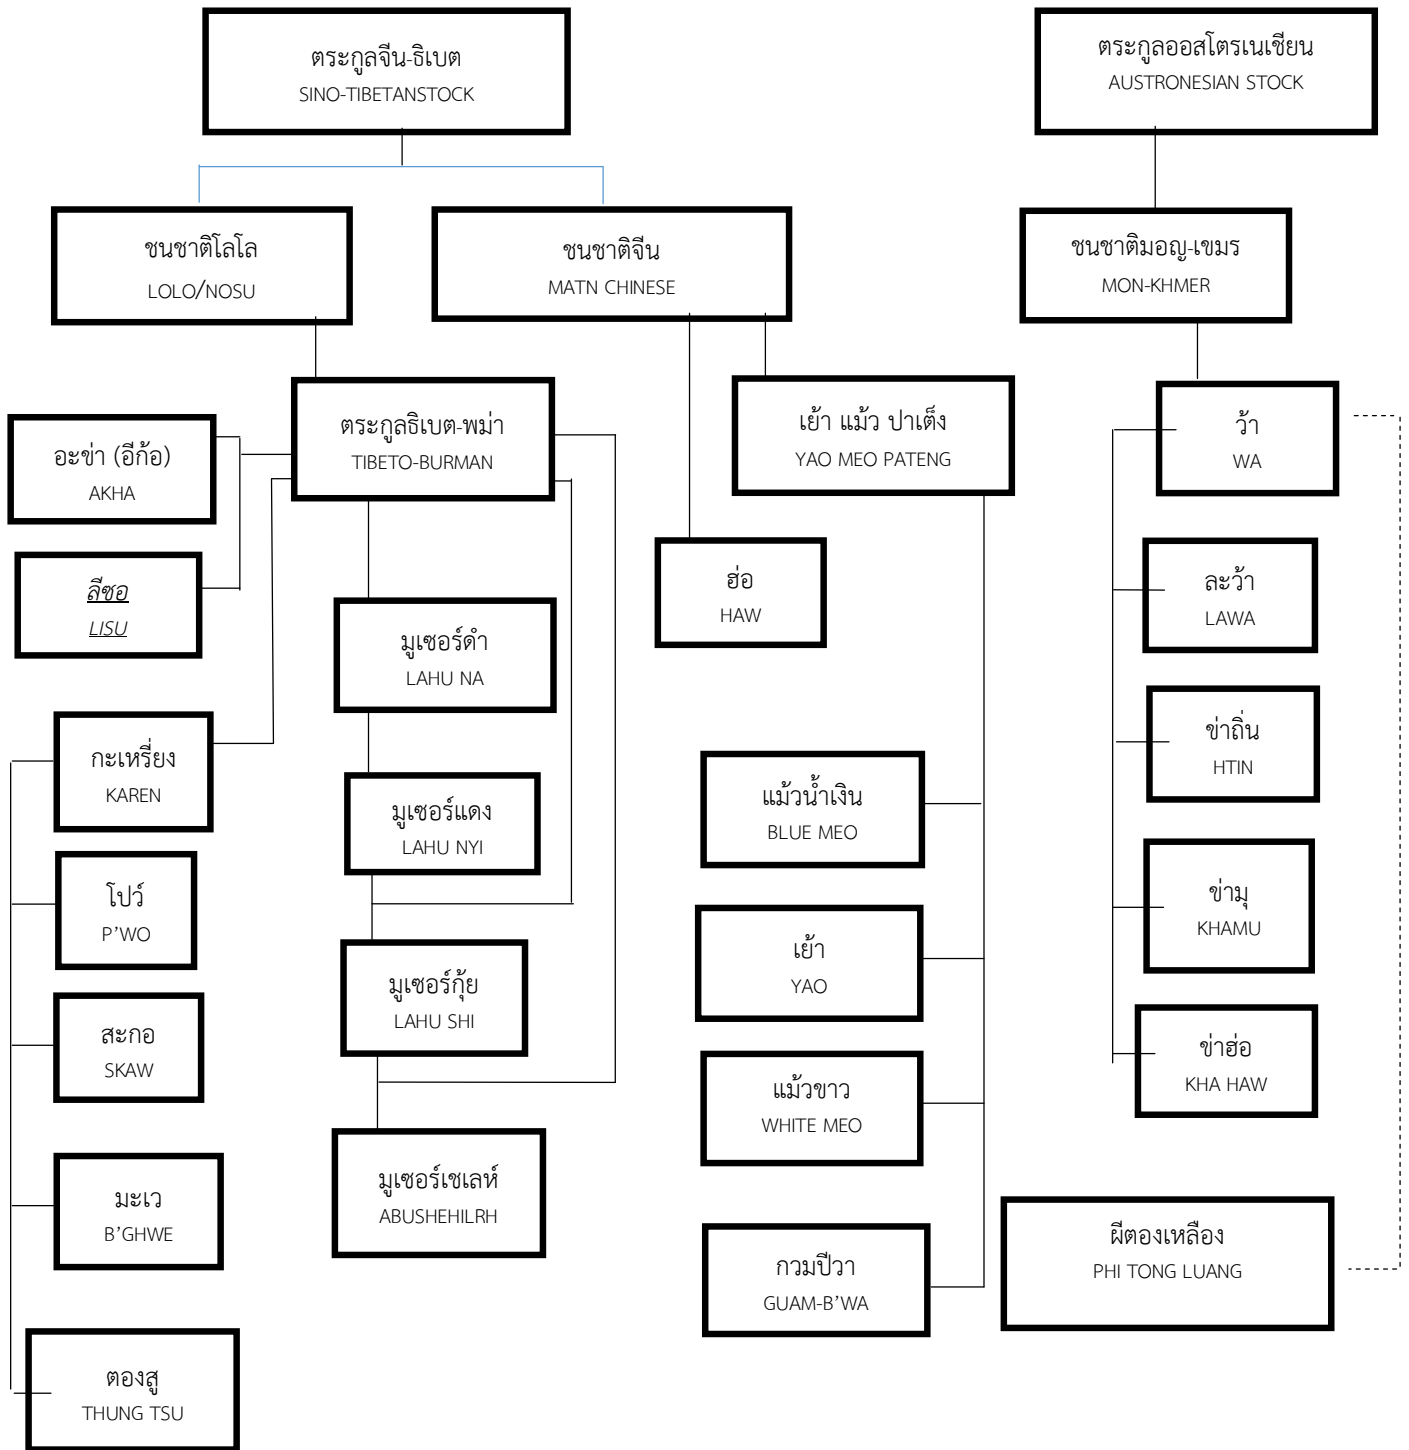 ตระกูลจีน-ธิเบต
SINO-TIBETANSTOCK
ตระกูลออสโตรเนเชียน
AUSTRONESIAN STOCK
ชนชาติโลโล
LOLO/NOSU
ชนชาติจีน
MATN CHINESE
ชนชาติมอญ-เขมร
MON-KHMER
ตระกูลธิเบต-พม่า
TIBETO-BURMAN
เย้า แม้ว ปาเต็ง
YAO MEO PATENG
ว้า
WA
อะข่า (อีก้อ)
AKHA
ลีซอ
LISU
ฮ่อ
HAW
ละว้า
LAWA
มูเซอร์ดำ
LAHU NA
กะเหรี่ยง
KAREN
ข่าถิ่น
HTIN
มูเซอร์แดง
LAHU NYI
แม้วน้ำเงิน
BLUE MEO
โปว์
P’WO
ข่ามุ
KHAMU
เย้า
YAO
มูเซอร์กุ้ย
LAHU SHI
สะกอ
SKAW
ข่าฮ่อ
KHA HAW
แม้วขาว
WHITE MEO
มูเซอร์เชเลห์
ABUSHEHILRH
มะเว
B’GHWE
ผีตองเหลือง
PHI TONG LUANG
กวมปีวา
GUAM-B’WA
ตองสู
THUNG TSU